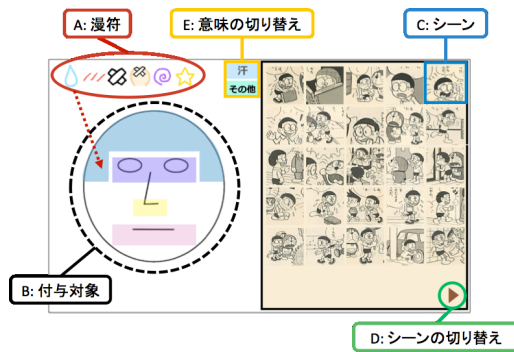 A: 漫符
E: 意味の切り替え
C: シーン
汗
その他
B: 付与対象
D: シーンの切り替え